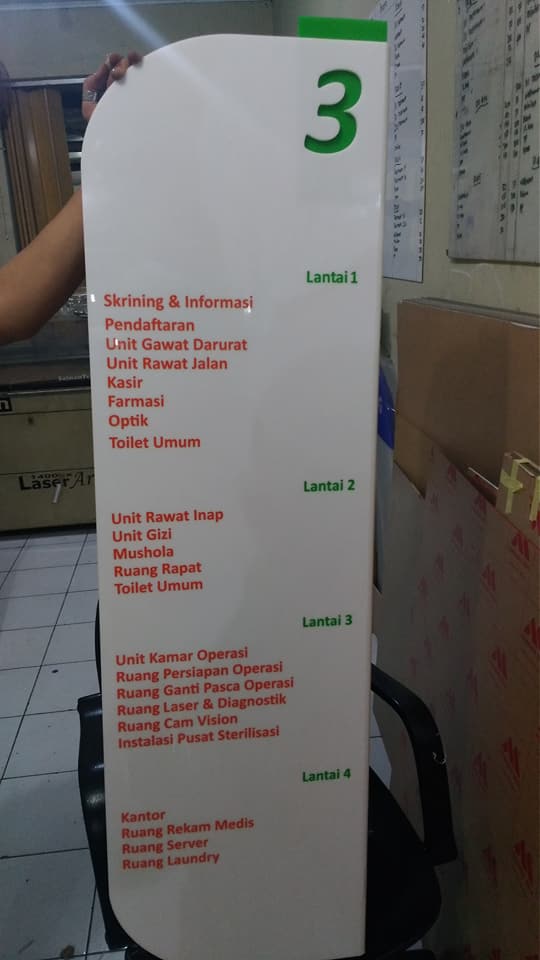 3
Lantai 1
Skrining & Informasi
Pendaftaran
Unit Gawat Darurat
Unit Rawat Jalan
Kasir
Farmasi
Optik
Toilet Umum
Lantai 2
Unit Rawat Inap
Unit Gizi
Mushola
Ruang Rapat
Toilet Umum
Lantai 3
Unit Kamar Operasi
Ruang Persiapan Operasi
Ruang Ganti Pasca Operasi
Ruang Laser & Diagnostik
Ruang Cam Vision
Instalasi Pusat Sterilisasi
Lantai 4
Kantor
Ruang Rekam Medis
Ruang Server
Ruang Laundry
Laser